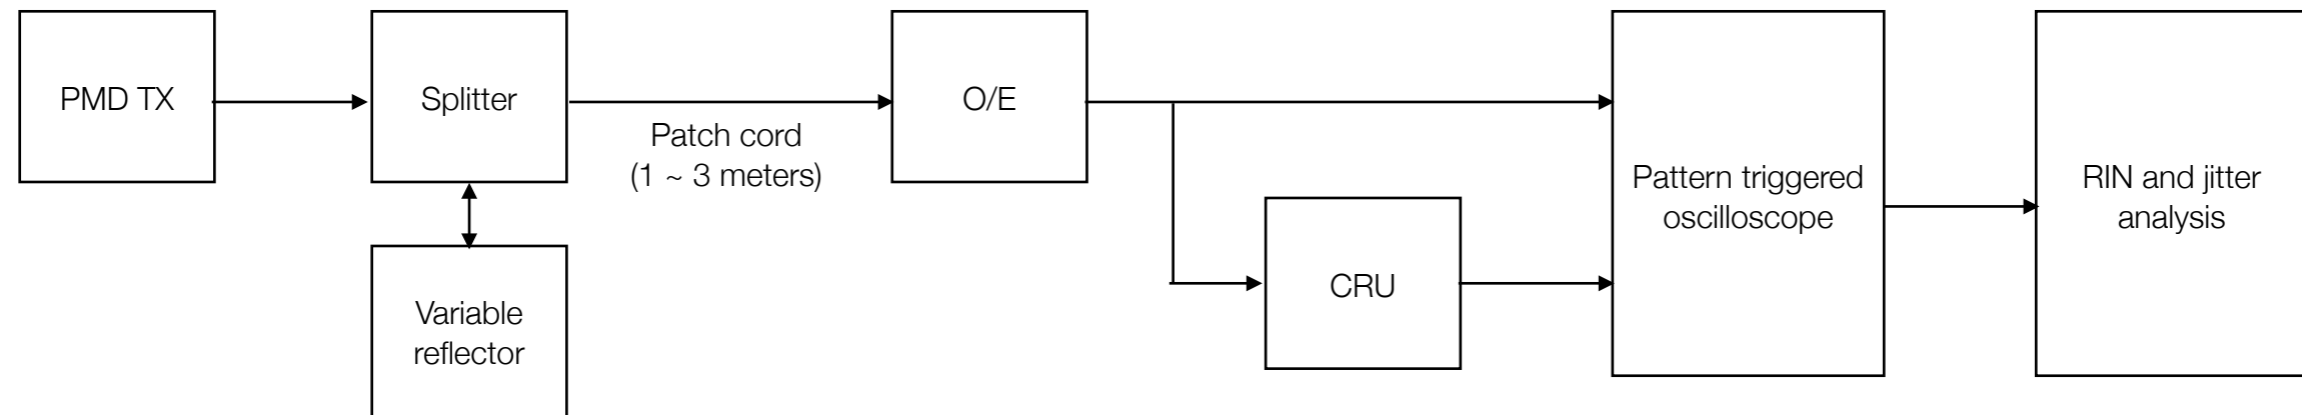 PMD TX
Splitter
Patch cord
(1 ~ 3 meters)
O/E
CRU
Variable
reflector
Pattern triggered
oscilloscope
RIN and jitter
analysis